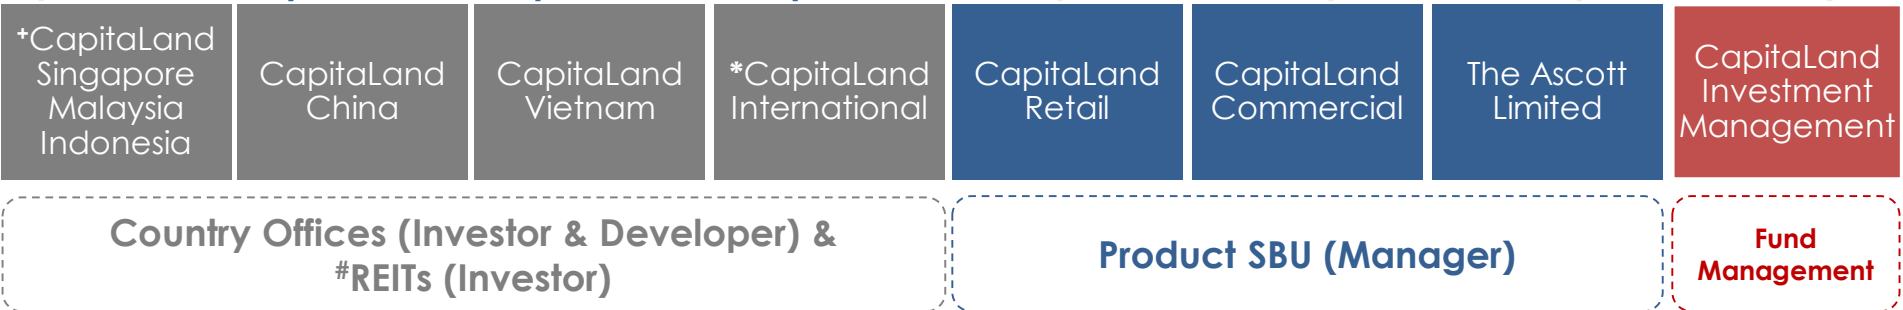 +CapitaLand
Singapore
Malaysia
Indonesia
CapitaLand
China
CapitaLand
Vietnam
*CapitaLand
International
CapitaLand
Retail
CapitaLand
Commercial
The Ascott
Limited
CapitaLand
Investment
Management
Country Offices (Investor & Developer) &
#REITs (Investor)
Product SBU (Manager)
Fund
Management